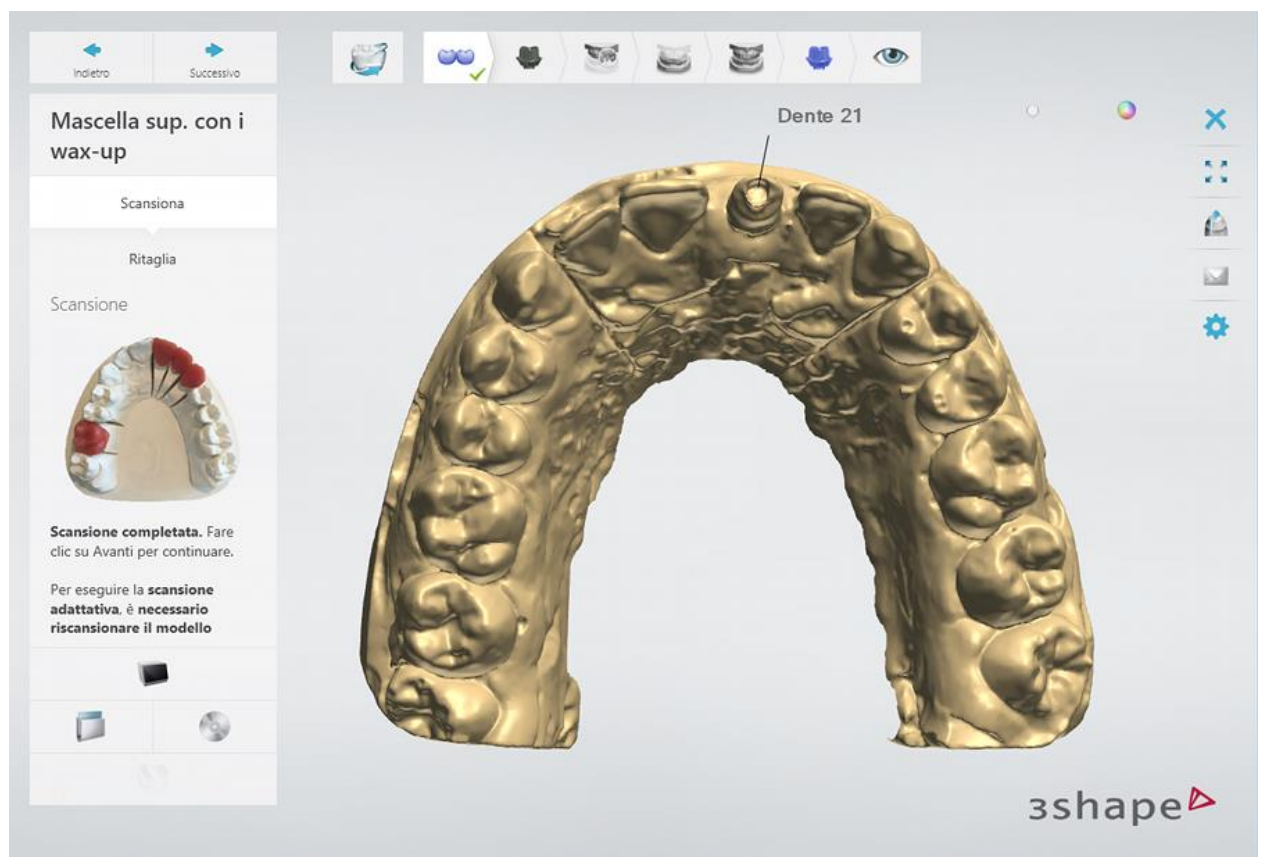 Indietro
Successivo
Mascella sup. con i
wax-up
Scansiona
Ritaglia
Scansione
Scansione completata. Fare
clic su Avanti per continuare.
Per eseguire la scansione
adattativa, è necessario
riscansionare il modello
Dente 21
3shape